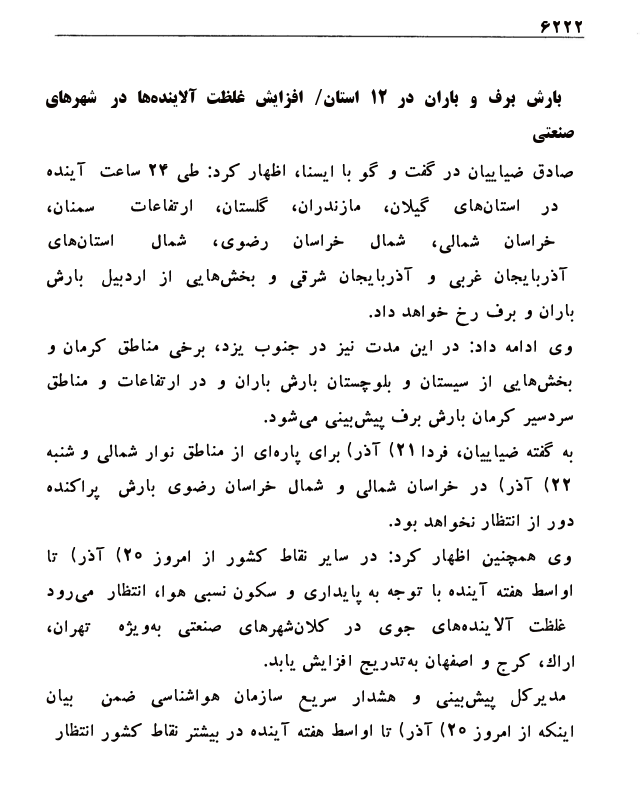 ۶۲۲۲
بارش برف و باران در ۱۲ استان/ افزایش غلظت آلاینده‌ها در شهرهای
صنعتی
صادق ضیاییان در گفت و گو با ایسنا، اظهار کرد: طی ۲۴ ساعت آینده
در استان‌های گیلان، مازندران، گلستان، ارتفاعات سمنان،
خراسان شمالی، شمال خراسان رضوی، شمال استان‌های
آذربایجان غربی و آذربایجان شرقی و بخش‌هایی از اردبیل بارش
باران و برف رخ خواهد داد.
وی ادامه داد: در این مدت نیز در جنوب یزد، برخی مناطق کرمان و
بخش‌هایی از سیستان و بلوچستان بارش باران و در ارتفاعات و مناطق
سردسیر کرمان بارش برف پیش‌بینی می‌شود.
به گفته ضیاییان، فردا ۲۱) آذر) برای پاره‌ای از مناطق نوار شمالی و شنبه
۲۲) آذر) در خراسان شمالی و شمال خراسان رضوی بارش پراکنده
دور از انتظار نخواهد بود.
وی همچنین اظهار کرد: در سایر نقاط کشور از امروز ۲۰) آذر) تا
اواسط هفته آینده با توجه به پایداری و سکون نسبی هوا، انتظار می‌رود
غلظت آلاینده‌های جوی در کلان‌شهرهای صنعتی به‌ویژه تهران،
اراك، کرج و اصفهان به‌تدریج افزایش یابد.
مدیرکل پیش‌بینی و هشدار سریع سازمان هواشناسی ضمن بیان
اینکه از امروز ۲۰) آذر) تا اواسط هفته آینده در بیشتر نقاط کشور انتظار